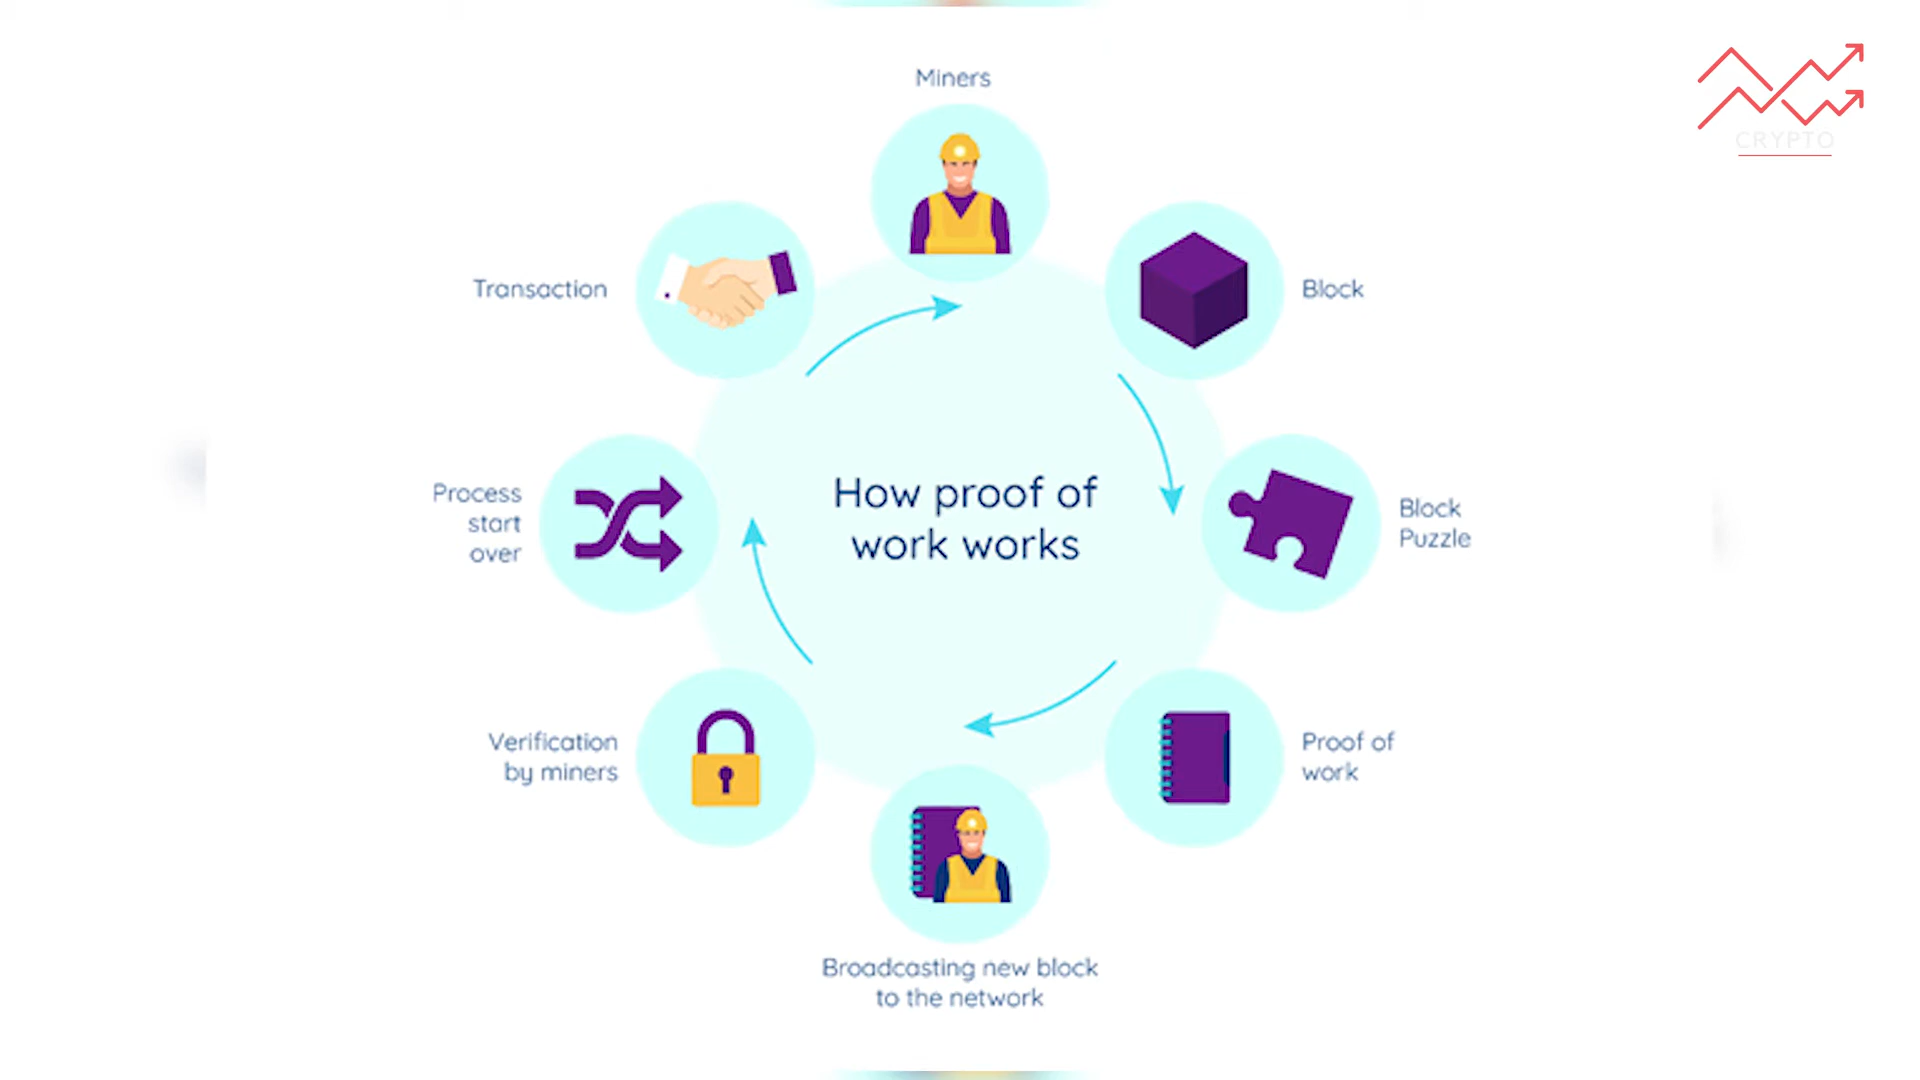 Miners
CRYPTO
Transaction
Block
How proof of
work works
Process
start
over
Block
Puzzle
Verification
by miners
Proof of
work
Broadcasting new block
to the network